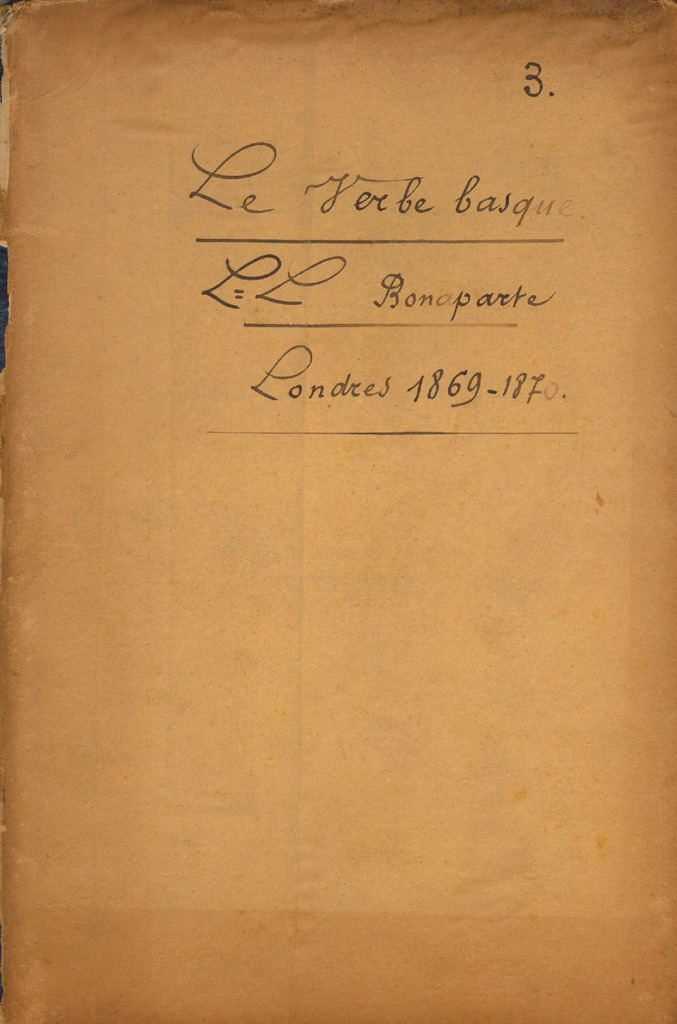 3.
Le Verbe basque
L=L Bonaparte
Londres 1869-1870.